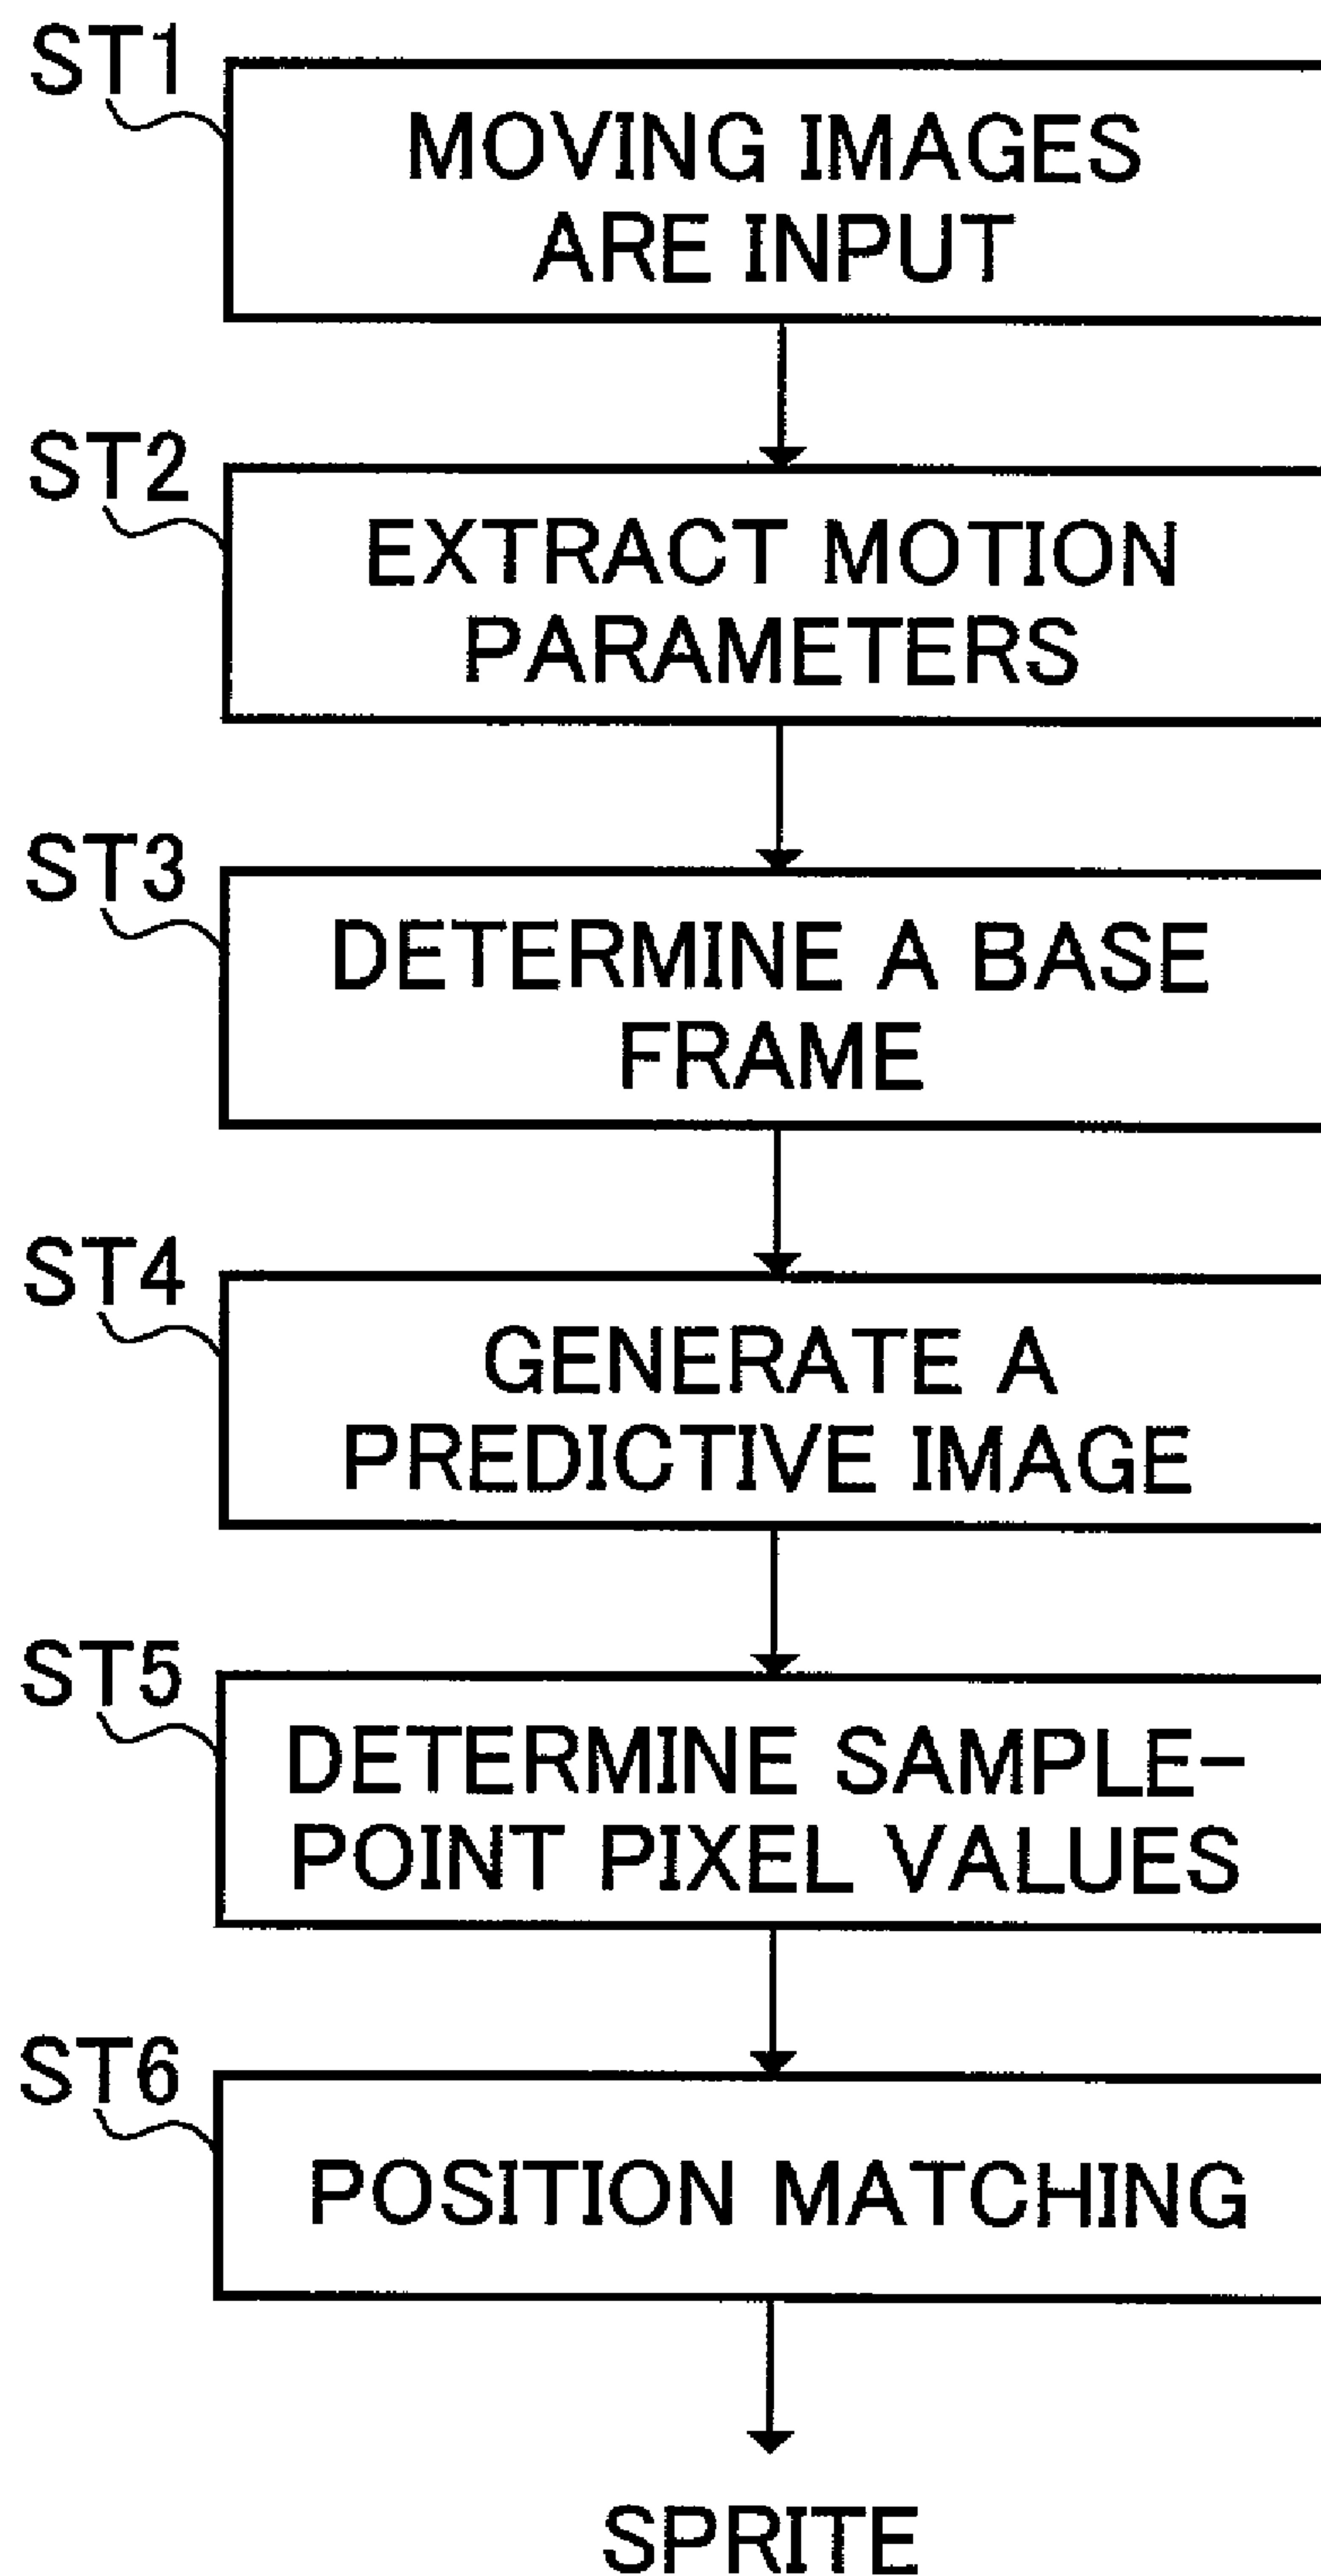 ST1
MOVING IMAGES
ARE INPUT
ST2
EXTRACT MOTION
PARAMETERS
ST3
DETERMINE A BASE
FRAME
ST4
GENERATE A
PREDICTIVE IMAGE
ST5
DETERMINE SAMPLE-
POINT PIXEL VALUES
ST6
POSITION MATCHING
SPRITE